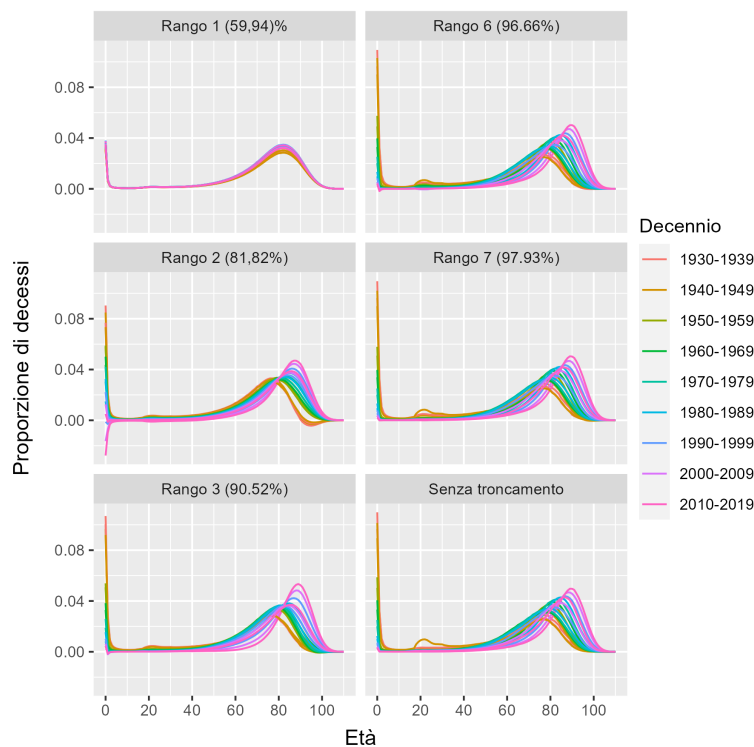 Rango 1 (59,94)%
Rango 6 (96.66%)
0.08
0.04
0.00
Rango 2 (81,82%)
Rango 7 (97.93%)
0.08
0.04
0.00
Rango 3 (90.52%)
Senza troncamento
0.08
0.04
0.00
0 20 40 60 80 100
0 20 40 60 80 100
Età
Proporzione di decessi
Decennio
1930-1939
1940-1949
1950-1959
1960-1969
1970-1979
1980-1989
1990-1999
2000-2009
2010-2019